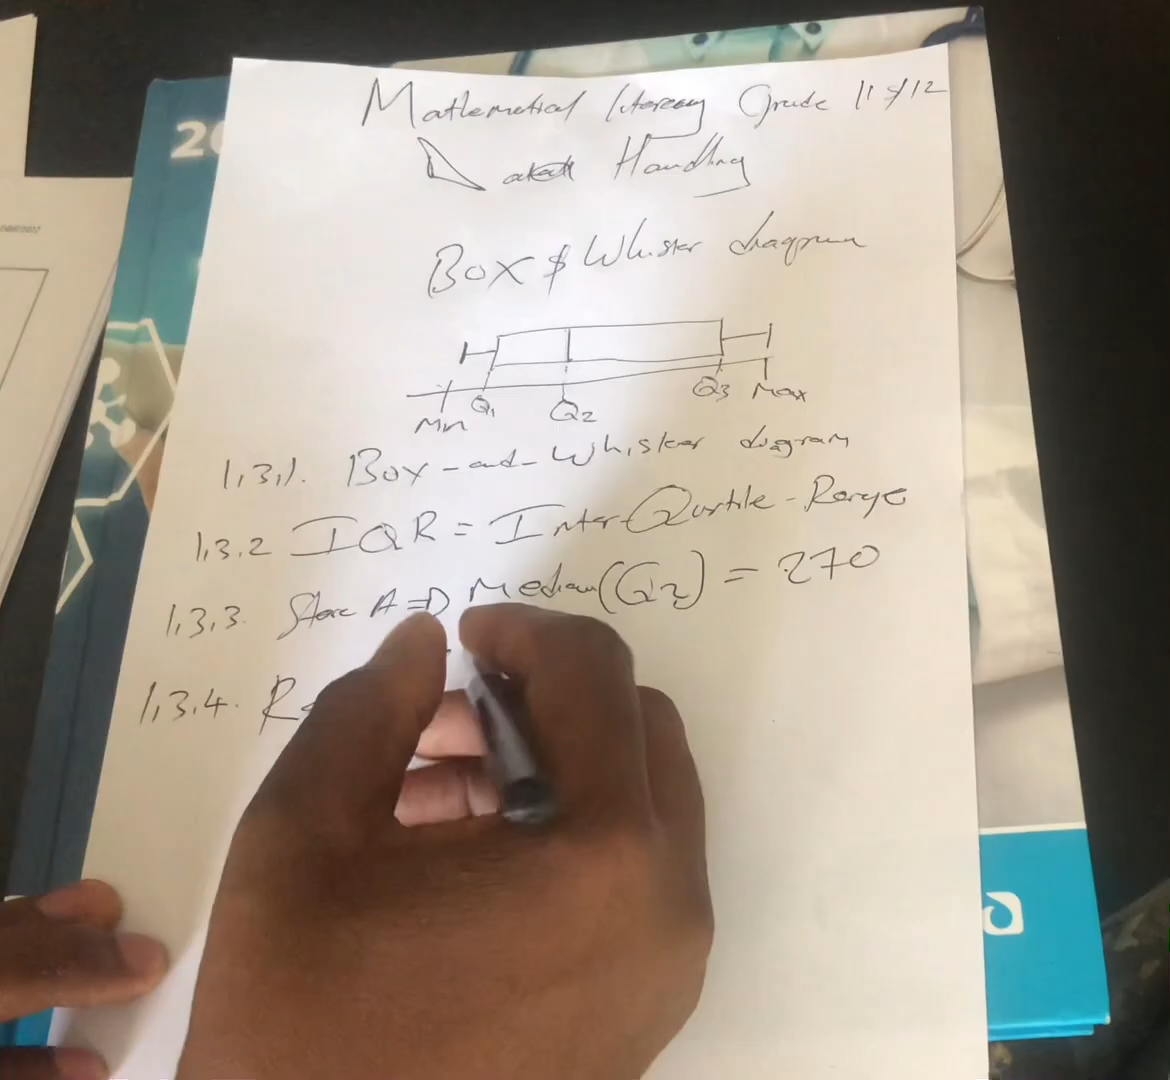 20
Mathematical literacy Grade 11 & 12
Data Handling
Box & Whisker diagram
Min Q1 Q2 Q3 Max
1.3.1. Box-and-Whisker diagram
1.3.2 IQR = Inter-Quartile-Range
1.3.3. Store A => Median (Q2) = 270
1.3.4. R